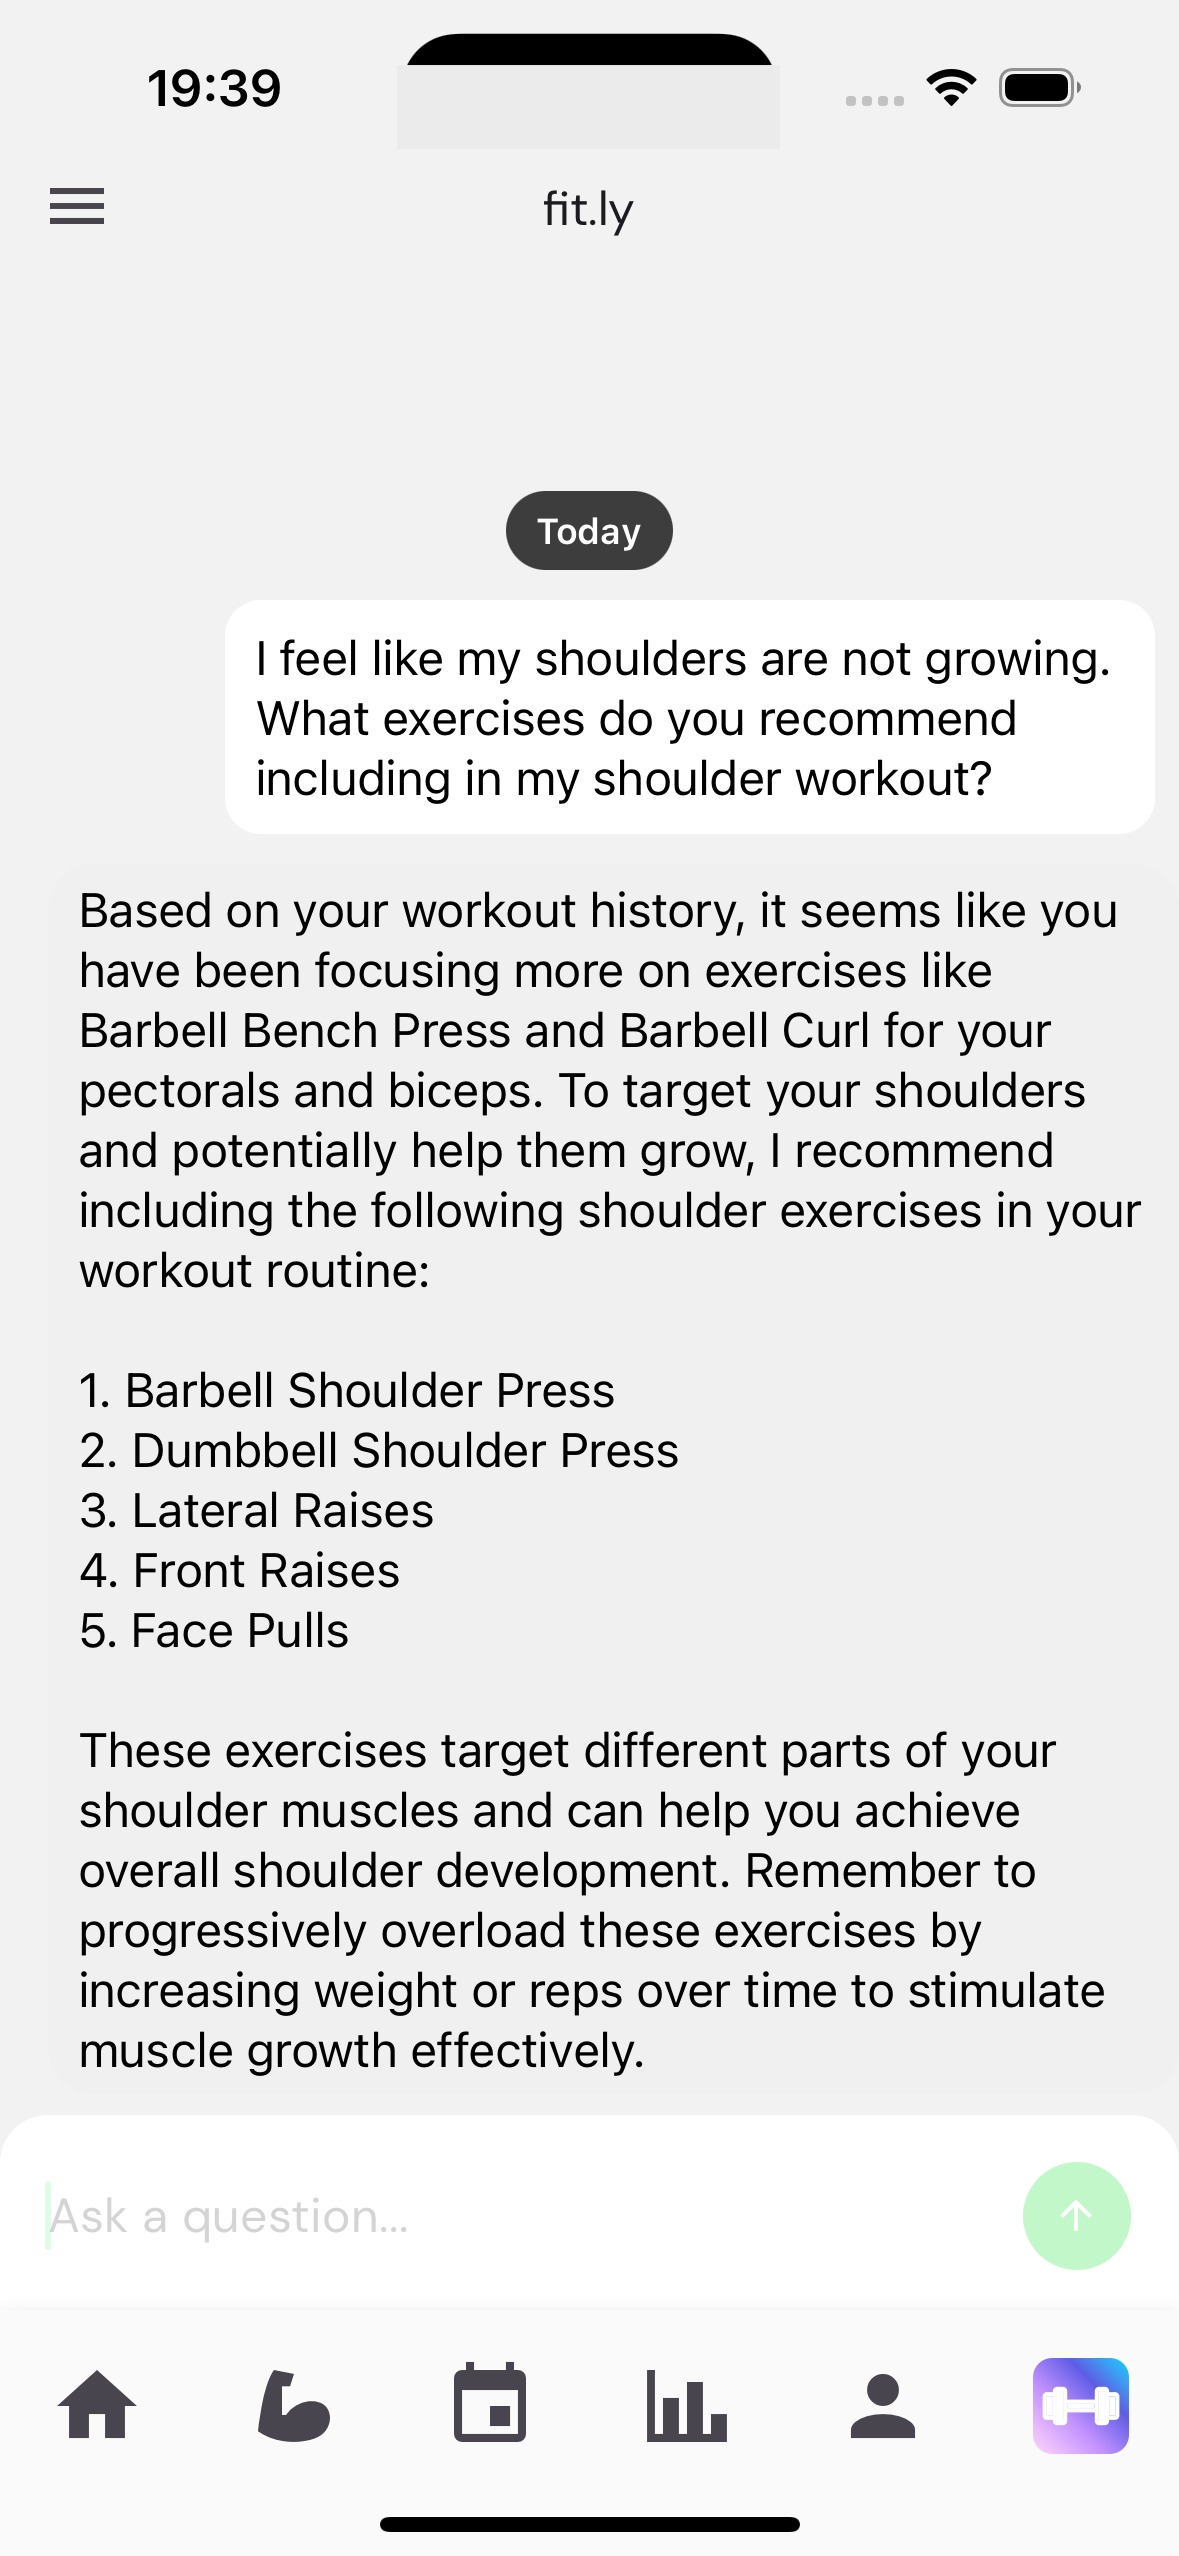 19:39
fit.ly
Today
I feel like my shoulders are not growing.
What exercises do you recommend
including in my shoulder workout?
Based on your workout history, it seems like you
have been focusing more on exercises like
Barbell Bench Press and Barbell Curl for your
pectorals and biceps. To target your shoulders
and potentially help them grow, I recommend
including the following shoulder exercises in your
workout routine:
1. Barbell Shoulder Press
2. Dumbbell Shoulder Press
3. Lateral Raises
4. Front Raises
5. Face Pulls
These exercises target different parts of your
shoulder muscles and can help you achieve
overall shoulder development. Remember to
progressively overload these exercises by
increasing weight or reps over time to stimulate
muscle growth effectively.
Ask a question...